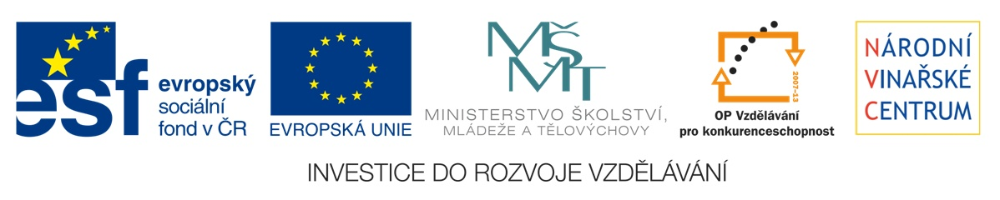 esf
evropský
sociální
fond v ČR
EVROPSKÁ UNIE
MŠMT
MINISTERSTVO ŠKOLSTVÍ,
MLÁDEŽE A TĚLOVÝCHOVY
2007-13
OP Vzdělávání
pro konkurenceschopnost
NÁRODNÍ
VINAŘSKÉ
CENTRUM
INVESTICE DO ROZVOJE VZDĚLÁVÁNÍ